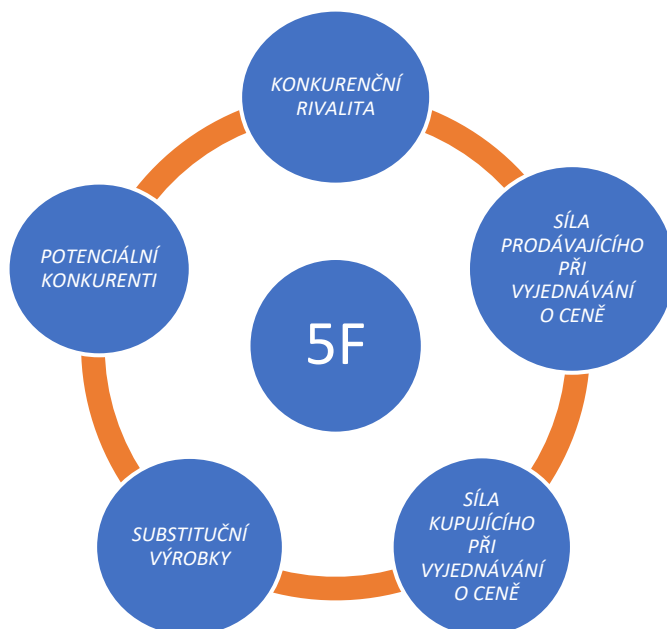 KONKURENČNÍ
RIVALITA
SÍLA
PRODÁVAJÍCÍHO
PŘI
VYJEDNÁVÁNÍ
O CENĚ
POTENCIÁLNÍ
KONKURENTI
5F
SÍLA
KUPUJÍCÍHO
PŘI
VYJEDNÁVÁNÍ
O CENĚ
SUBSTITUČNÍ
VÝROBKY